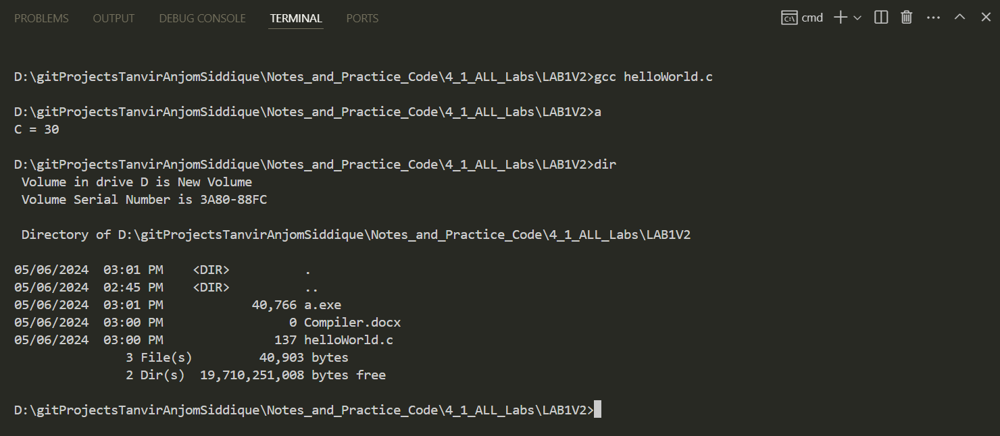 PROBLEMS OUTPUT DEBUG CONSOLE TERMINAL PORTS cmd
D:\gitProjectsTanvirAnjomSiddique\Notes_and_Practice_Code\4_1_ALL_Labs\LAB1V2>gcc helloWorld.c
D:\gitProjectsTanvirAnjomSiddique\Notes_and_Practice_Code\4_1_ALL_Labs\LAB1V2>a
C = 30
D:\gitProjectsTanvirAnjomSiddique\Notes_and_Practice_Code\4_1_ALL_Labs\LAB1V2>dir
 Volume in drive D is New Volume
 Volume Serial Number is 3A80-88FC
 Directory of D:\gitProjectsTanvirAnjomSiddique\Notes_and_Practice_Code\4_1_ALL_Labs\LAB1V2
05/06/2024  03:01 PM    <DIR>          .
05/06/2024  02:45 PM    <DIR>          ..
05/06/2024  03:01 PM            40,766 a.exe
05/06/2024  03:00 PM                 0 Compiler.docx
05/06/2024  03:00 PM               137 helloWorld.c
               3 File(s)         40,903 bytes
               2 Dir(s)  19,710,251,008 bytes free
D:\gitProjectsTanvirAnjomSiddique\Notes_and_Practice_Code\4_1_ALL_Labs\LAB1V2>